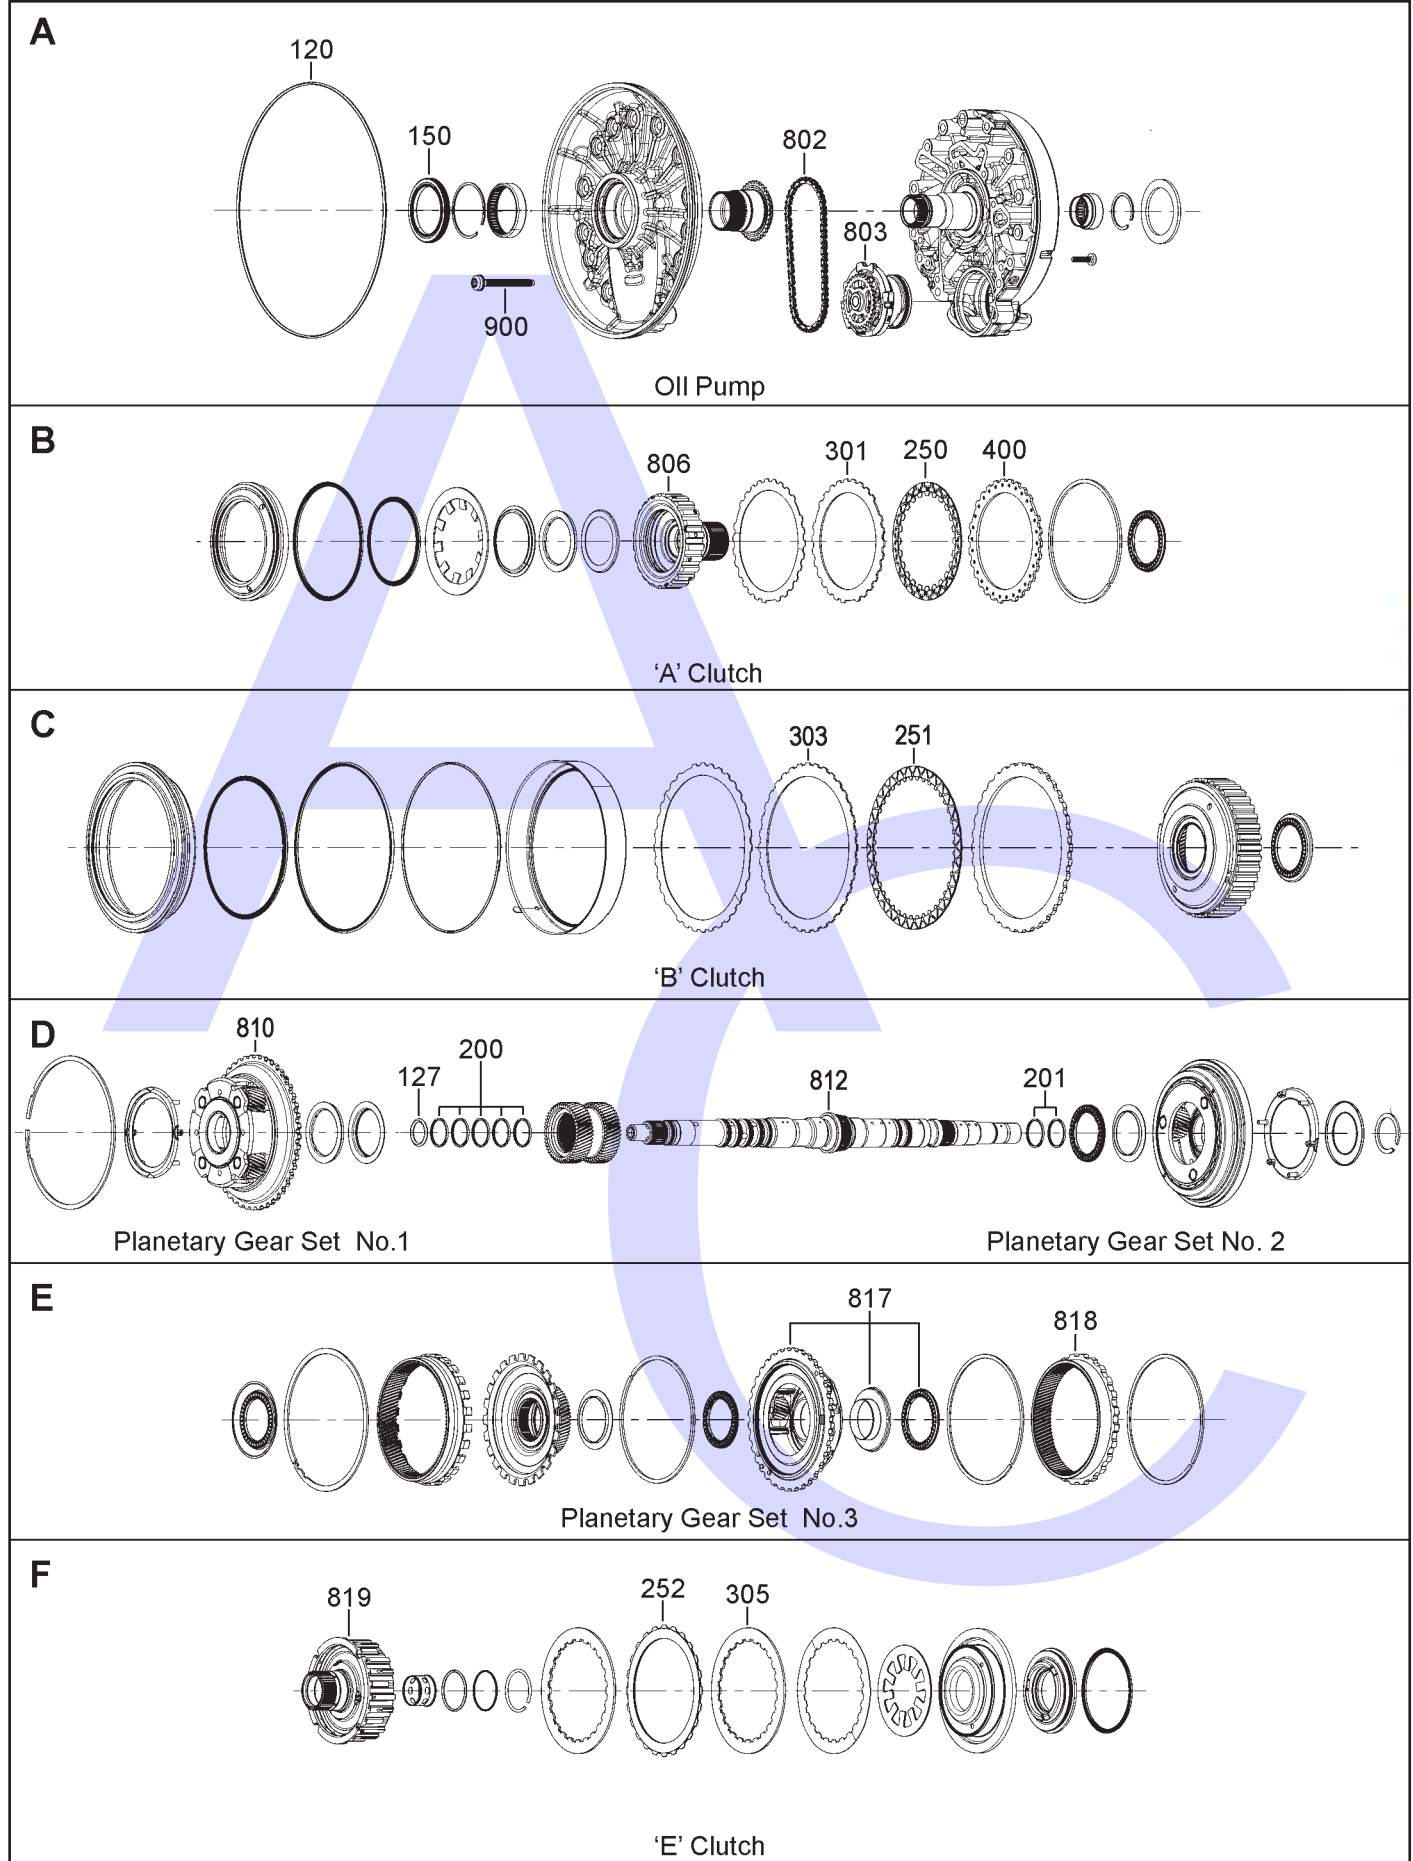 A
120
150
802
803
900
OIl Pump
B
806
301
250
400
‘A’ Clutch
C
303
251
‘B’ Clutch
D
810
127
200
812
201
Planetary Gear Set No.1
Planetary Gear Set No. 2
E
817
818
Planetary Gear Set No.3
F
819
252
305
‘E’ Clutch
AC